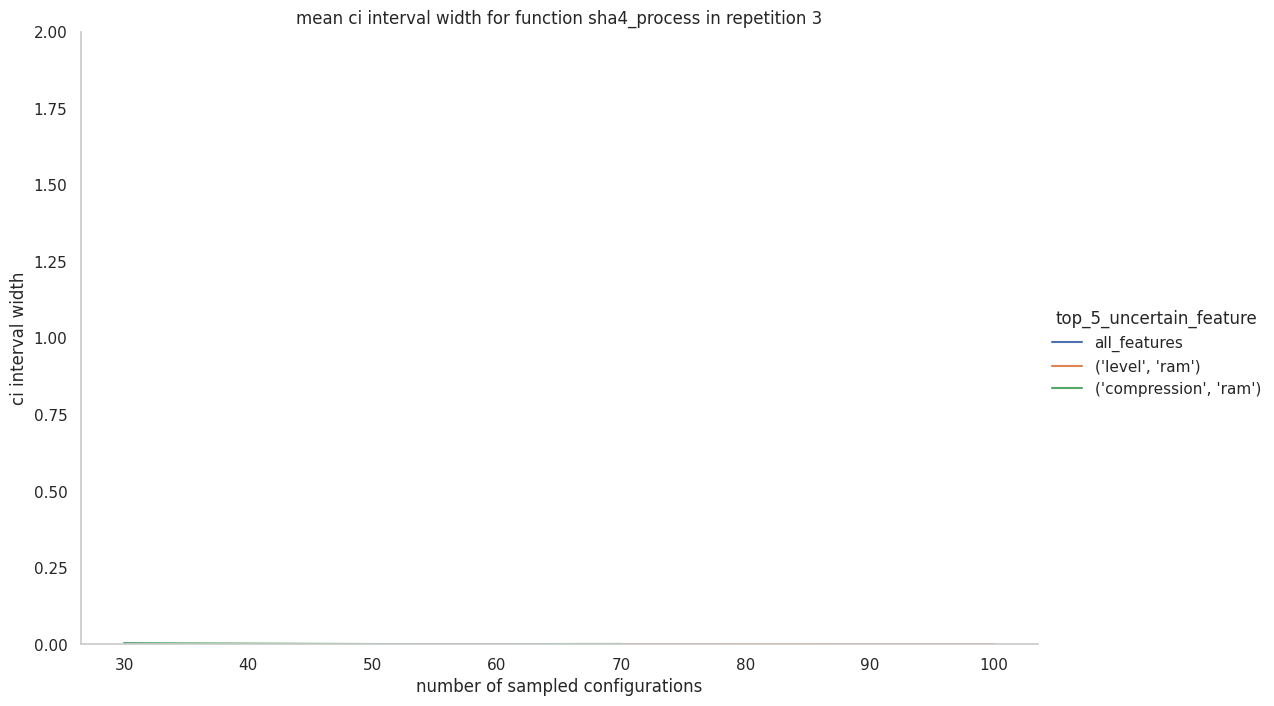 mean ci interval width for function sha4_process in repetition 3
2.00
1.75
1.50
1.25
1.00
0.75
0.50
0.25
0.00
ci interval width
30 40 50 60 70 80 90 100
number of sampled configurations
top_5_uncertain_feature
all_features
('level', 'ram')
('compression', 'ram')